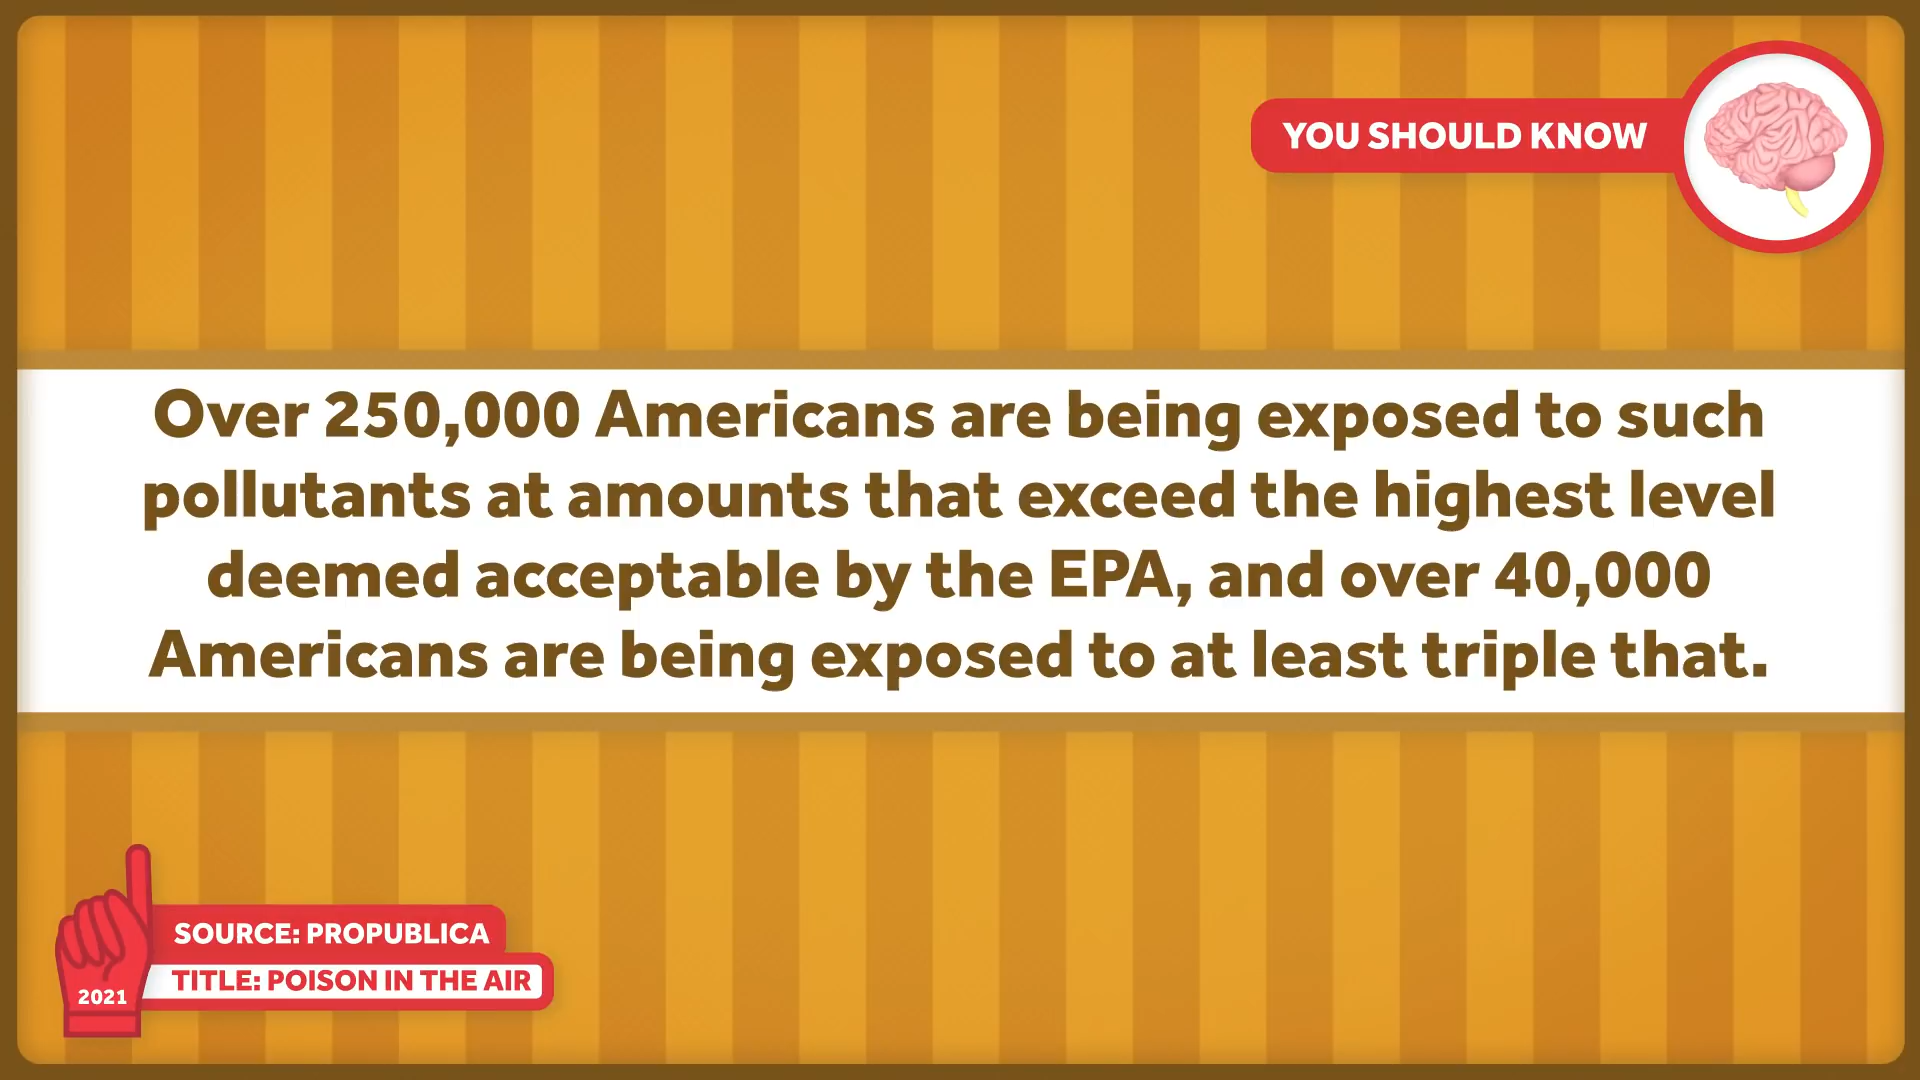 YOU SHOULD KNOW
Over 250,000 Americans are being exposed to such
pollutants at amounts that exceed the highest level
deemed acceptable by the EPA, and over 40,000
Americans are being exposed to at least triple that.
SOURCE: PROPUBLICA
TITLE: POISON IN THE AIR
2021